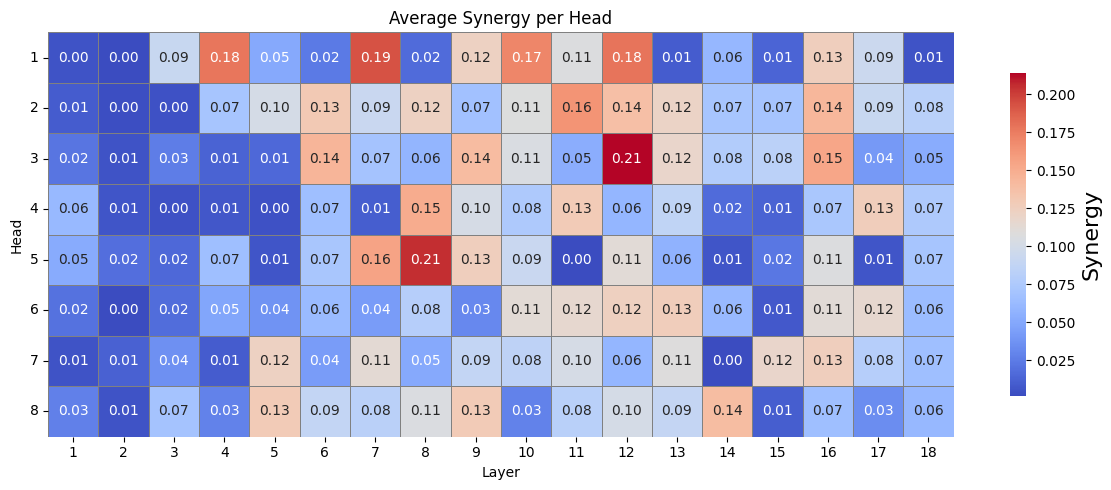 Average Synergy per Head
1 0.00 0.00 0.09 0.18 0.05 0.02 0.19 0.02 0.12 0.17 0.11 0.18 0.01 0.06 0.01 0.13 0.09 0.01
2 0.01 0.00 0.00 0.07 0.10 0.13 0.09 0.12 0.07 0.11 0.16 0.14 0.12 0.07 0.07 0.14 0.09 0.08
3 0.02 0.01 0.03 0.01 0.01 0.14 0.07 0.06 0.14 0.11 0.05 0.21 0.12 0.08 0.08 0.15 0.04 0.05
4 0.06 0.01 0.00 0.01 0.00 0.07 0.01 0.15 0.10 0.08 0.13 0.06 0.09 0.02 0.01 0.07 0.13 0.07
5 0.05 0.02 0.02 0.07 0.01 0.07 0.16 0.21 0.13 0.09 0.00 0.11 0.06 0.01 0.02 0.11 0.01 0.07
6 0.02 0.00 0.02 0.05 0.04 0.06 0.04 0.08 0.03 0.11 0.12 0.12 0.13 0.06 0.01 0.11 0.12 0.06
7 0.01 0.01 0.04 0.01 0.12 0.04 0.11 0.05 0.09 0.08 0.10 0.06 0.11 0.00 0.12 0.13 0.08 0.07
8 0.03 0.01 0.07 0.03 0.13 0.09 0.08 0.11 0.13 0.03 0.08 0.10 0.09 0.14 0.01 0.07 0.03 0.06
1 2 3 4 5 6 7 8 9 10 11 12 13 14 15 16 17 18
Layer
Head
0.200
0.175
0.150
0.125
0.100
0.075
0.050
0.025
Synergy